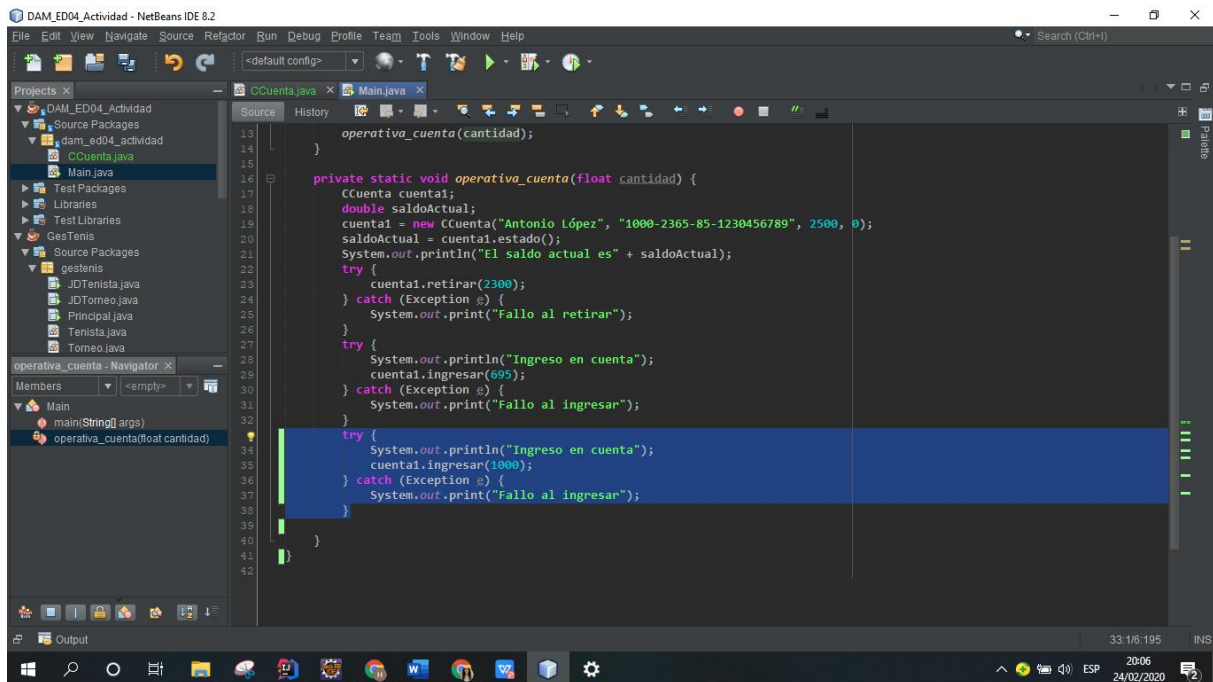 DAM_ED04_Actividad - NetBeans IDE 8.2
File Edit View Navigate Source Refactor Run Debug Profile Team Tools Window Help
Search (Ctrl+I)
<default config>
Projects
CCuenta.java
Main.java
DAM_ED04_Actividad
Source Packages
dam_ed04_actividad
CCuenta.java
Main.java
Test Packages
Libraries
Test Libraries
GesTenis
Source Packages
gestenis
JDTenista.java
JDTorneo.java
Principal.java
Tenista.java
Torneo.java
operativa_cuenta - Navigator
Members
<empty>
Main
main(String[] args)
operativa_cuenta(float cantidad)
Source History
13 operativa_cuenta(cantidad);
14 }
15
16 private static void operativa_cuenta(float cantidad) {
17 CCuenta cuenta1;
18 double saldoActual;
19 cuenta1 = new CCuenta("Antonio López", "1000-2365-85-1230456789", 2500, 0);
20 saldoActual = cuenta1.estado();
21 System.out.println("El saldo actual es" + saldoActual);
22 try {
23 cuenta1.retirar(2300);
24 } catch (Exception e) {
25 System.out.print("Fallo al retirar");
26 }
27 try {
28 System.out.println("Ingreso en cuenta");
29 cuenta1.ingresar(695);
30 } catch (Exception e) {
31 System.out.print("Fallo al ingresar");
32 }
try {
34 System.out.println("Ingreso en cuenta");
35 cuenta1.ingresar(1000);
36 } catch (Exception e) {
37 System.out.print("Fallo al ingresar");
38 }
39
40 }
41 }
42
Palette
Output
33:1/6:195 INS
ESP
20:06
24/02/2020